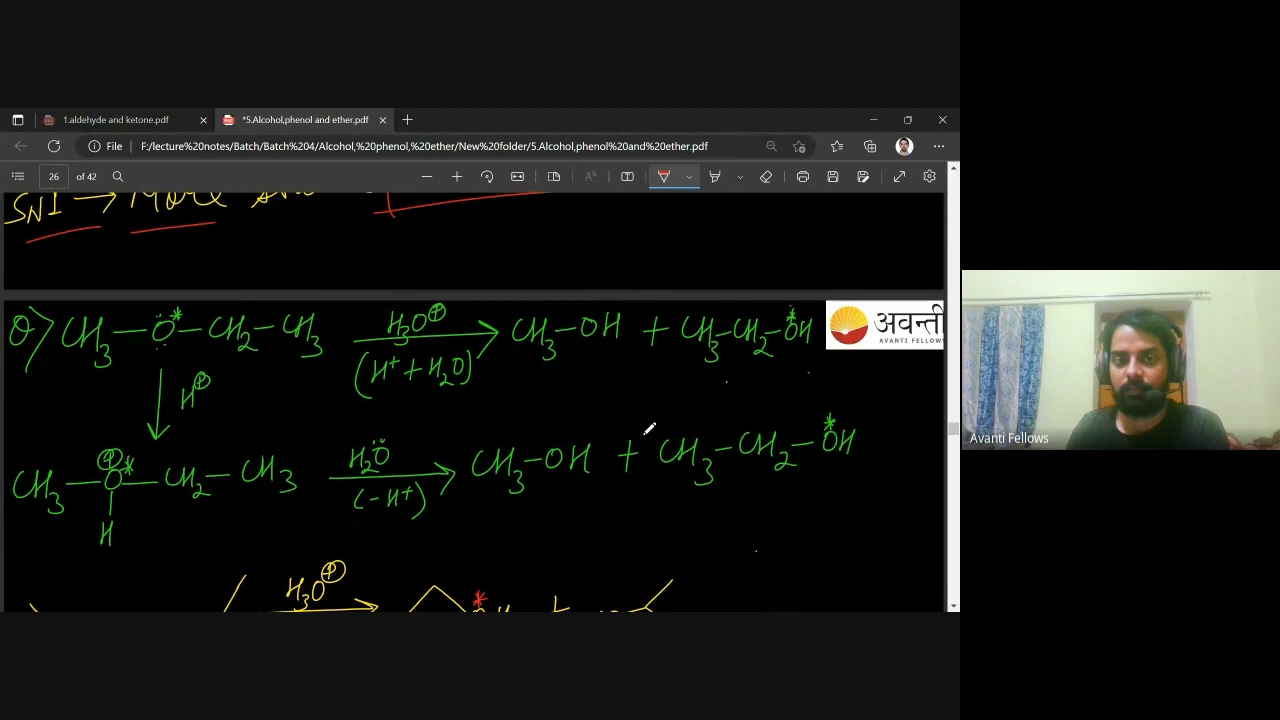 1.aldehyde and ketone.pdf
*5.Alcohol,phenol and ether.pdf
File
F:/lecture%20notes/Batch/Batch%204/Alcohol,%20phenol,%20ether/New%20folder/5.Alcohol,phenol%20and%20ether.pdf
26 of 42
SN1 → More
अवन्ती
AVANTI FELLOWS
Q> CH3 - Ö* - CH2 - CH3 H3O⊕ (H+ + H2O) → CH3 - OH + CH3 - CH2 - *OH
↓ H⊕
CH3 - O⊕* - CH2 - CH3 H2Ö (-H+) → CH3 - OH + CH3 - CH2 - *OH
H
H3O⊕
*
+
Avanti Fellows